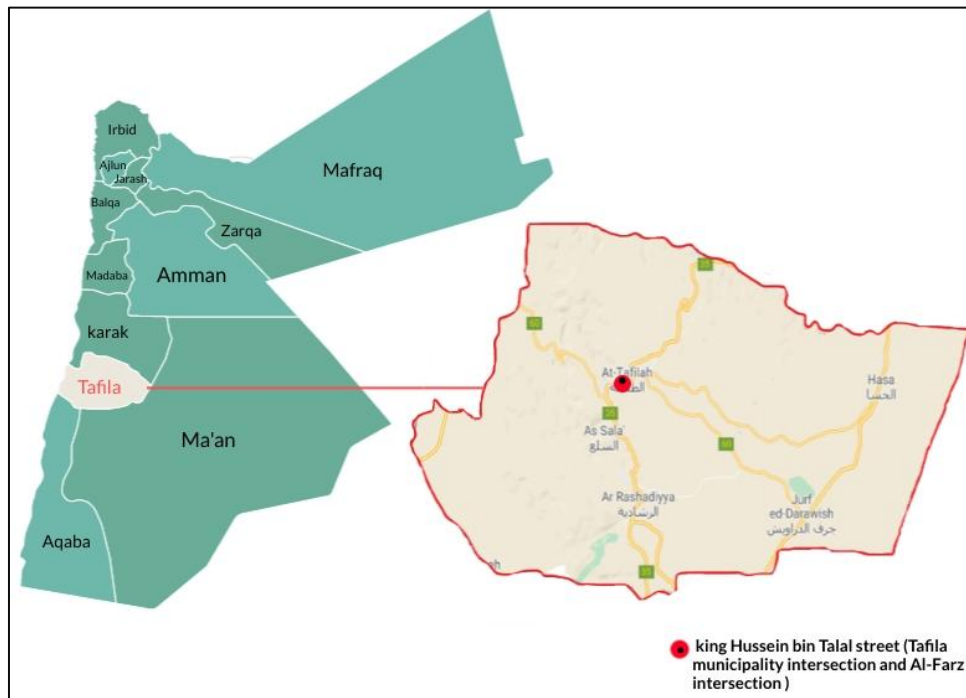 Irbid
Ajlun
Jarash
Mafraq
Balqa
Zarqa
Madaba
Amman
karak
Tafila
Ma'an
Aqaba
35
60
At-Tafilah
Hasa
الحسا
35
As Sala'
السلع
60
Ar Rashadiyya
الرشادية
Jurf
ed-Darawish
جرف الدراويش
35
king Hussein bin Talal street (Tafila
municipality intersection and Al-Farz
intersection )